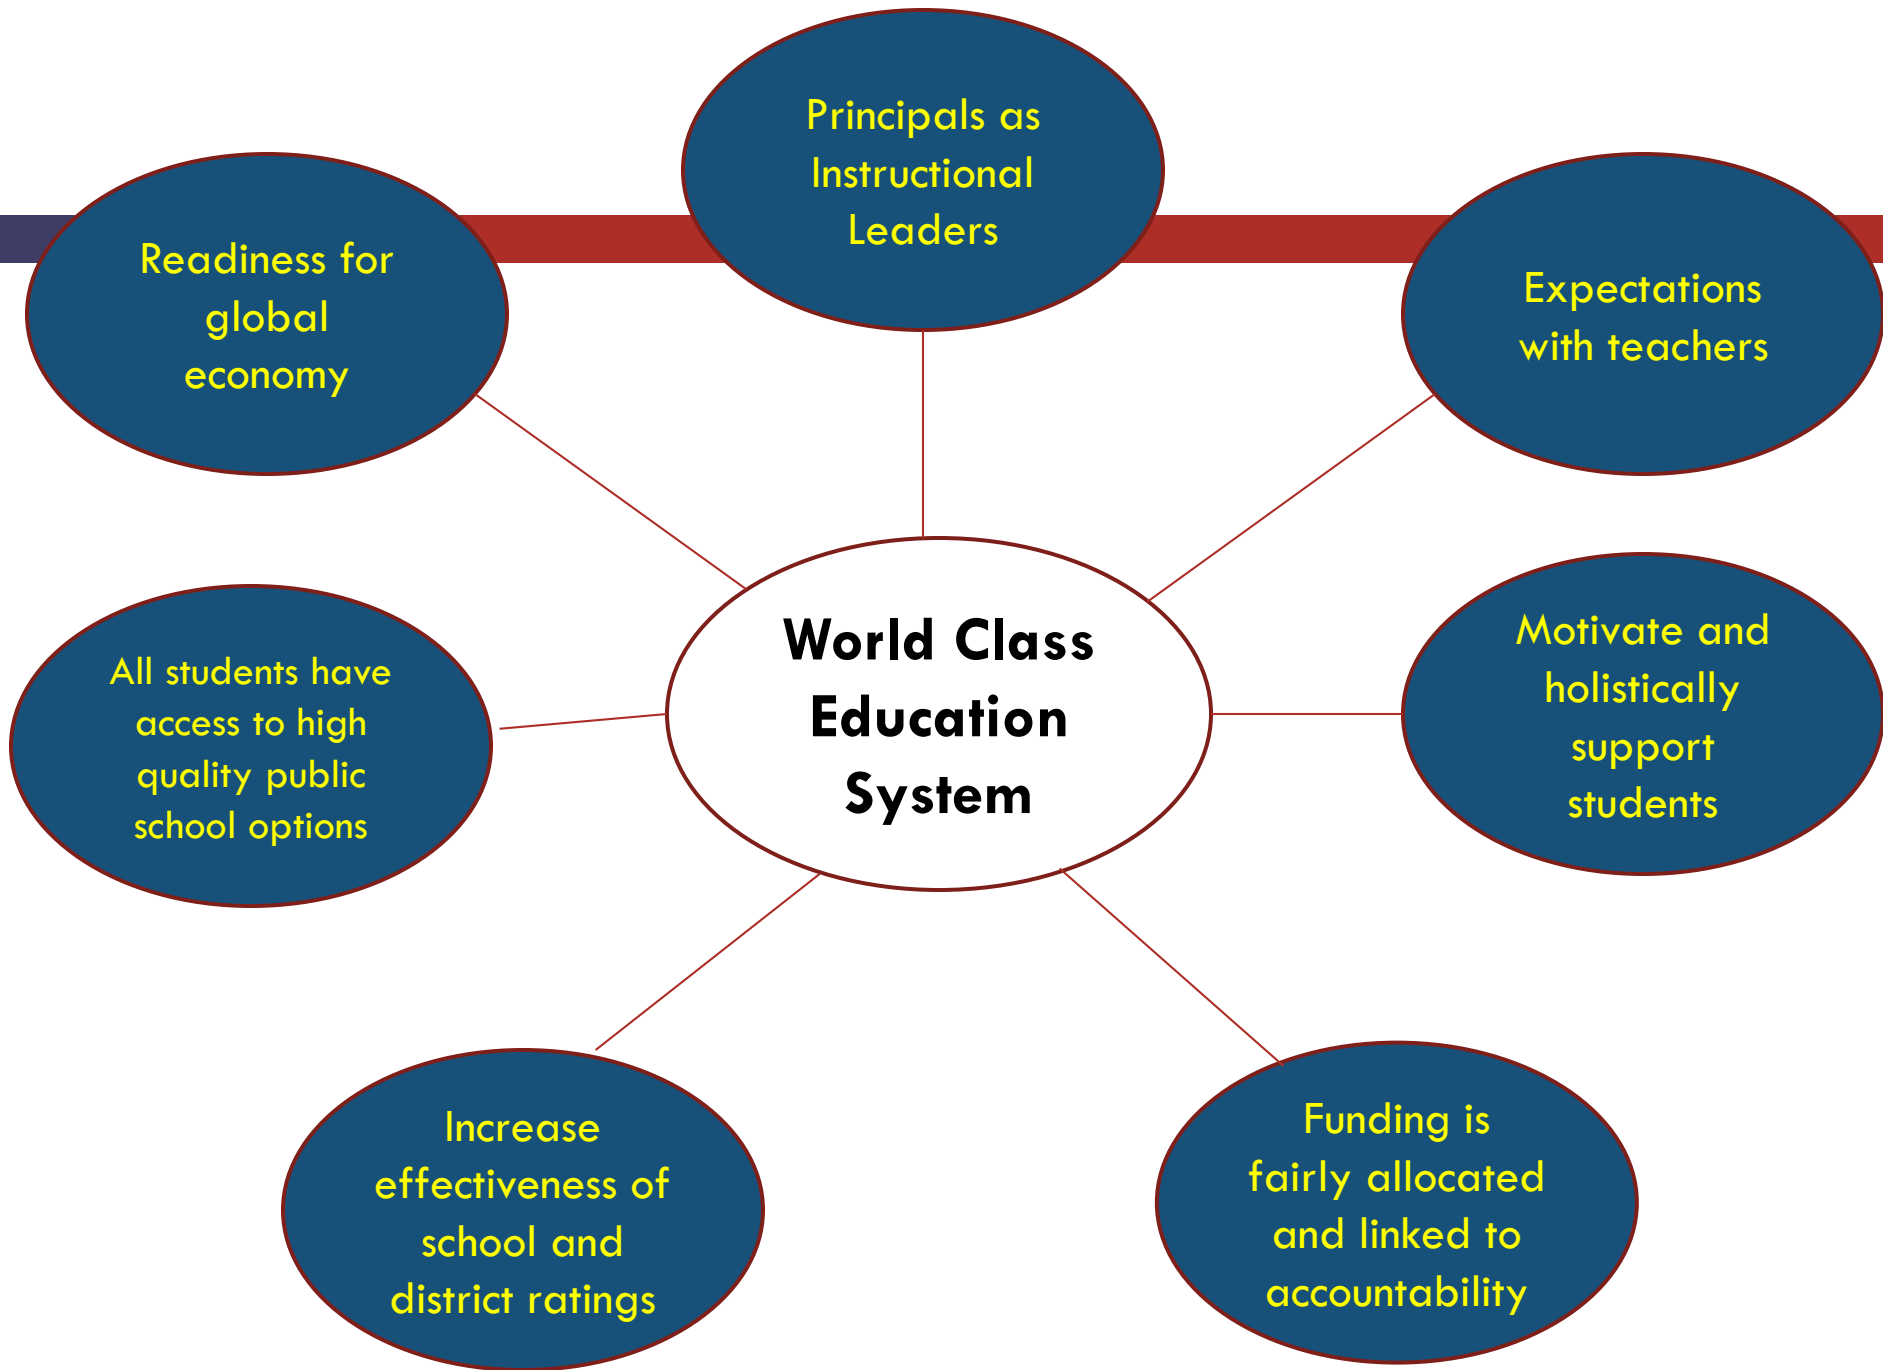 Principals as
Instructional
Leaders
Readiness for
global
economy
Expectations
with teachers
World Class
Education
System
All students have
access to high
quality public
school options
Motivate and
holistically
support
students
Increase
effectiveness of
school and
district ratings
Funding is
fairly allocated
and linked to
accountability